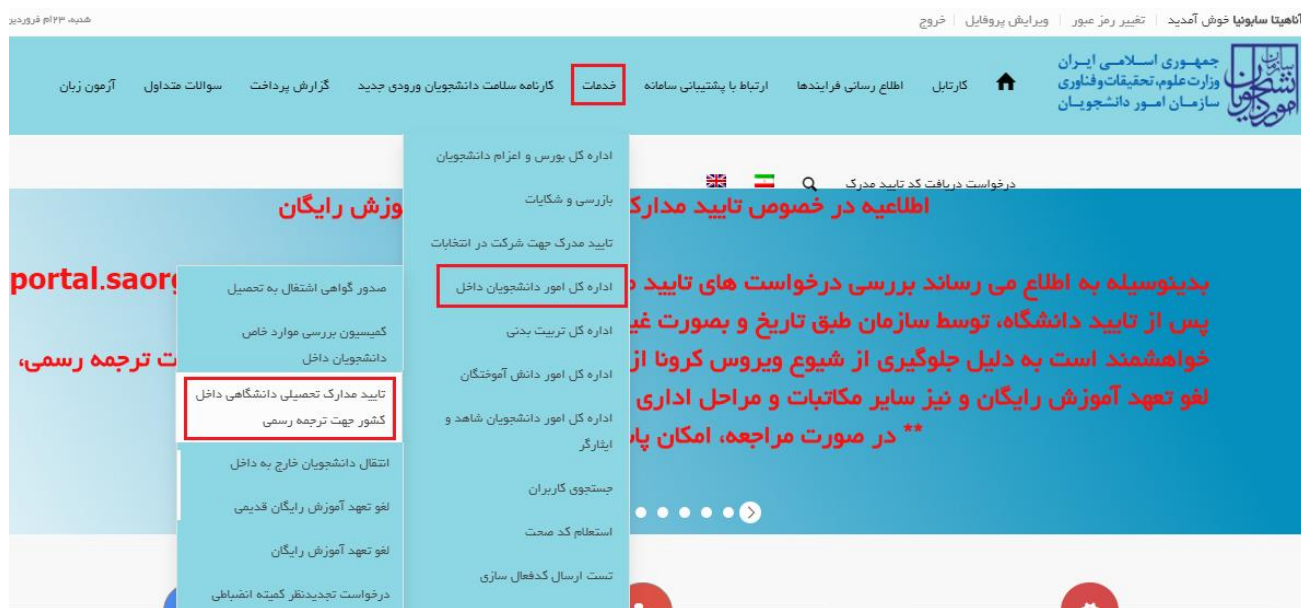 آناهیتا سابونیا خوش آمدید | تغییر رمز عبور | ویرایش پروفایل | خروج
شنبه، ۲۳ام فروردین
جمهوری اسلامی ایران
وزارت علوم، تحقیقات و فناوری
سازمان امور دانشجویان
سازمان
امور دانشجویان
کارتابل
اطلاع رسانی فرایندها
ارتباط با پشتیبانی سامانه
خدمات
کارنامه سلامت دانشجویان ورودی جدید
گزارش پرداخت
سوالات متداول
آزمون زبان
درخواست دریافت کد تایید مدرک
اطلاعیه در خصوص تایید مدارک
وزش رایگان
بدینوسیله به اطلاع می رساند بررسی درخواست های تایید
portal.saorg
پس از تایید دانشگاه، توسط سازمان طبق تاریخ و بصورت
خواهشمند است به دلیل جلوگیری از شیوع ویروس کرونا از
ت ترجمه رسمی،
لغو تعهد آموزش رایگان و نیز سایر مکاتبات و مراحل اداری
** در صورت مراجعه، امکان
اداره کل بورس و اعزام دانشجویان
بازرسی و شکایات
تایید مدرک جهت شرکت در انتخابات
اداره کل امور دانشجویان داخل
اداره کل تربیت بدنی
اداره کل امور دانش آموختگان
اداره کل امور دانشجویان شاهد و
ایثارگر
جستجوی کاربران
استعلام کد صحت
تست ارسال کدفعال سازی
صدور گواهی اشتغال به تحصیل
کمیسیون بررسی موارد خاص
دانشجویان داخل
تایید مدارک تحصیلی دانشگاهی داخل
کشور جهت ترجمه رسمی
انتقال دانشجویان خارج به داخل
لغو تعهد آموزش رایگان قدیمی
لغو تعهد آموزش رایگان
درخواست تجدیدنظر کمیته انضباطی